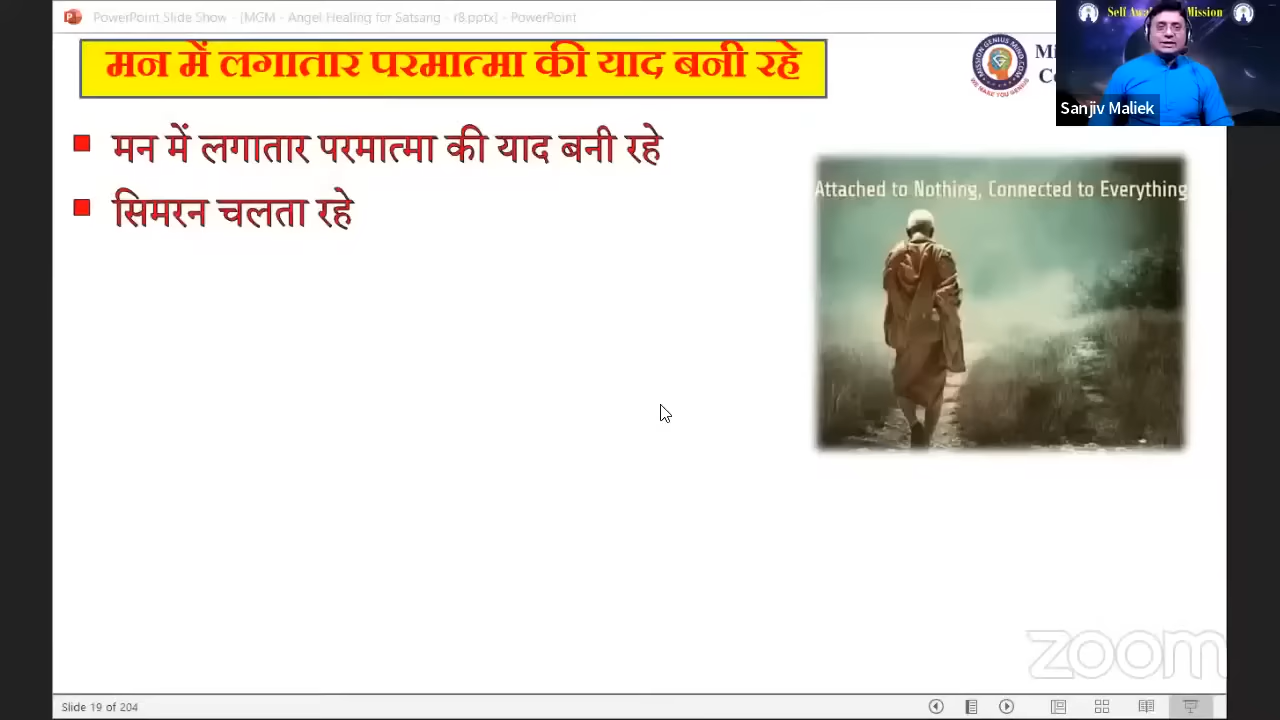 PowerPoint Slide Show - [MGM - Angel Healing for Satsang - r8.pptx] - PowerPoint
मन में लगातार परमात्मा की याद बनी रहे
Self Mission
Sanjiv Maliek
मन में लगातार परमात्मा की याद बनी रहे
सिमरन चलता रहे
Attached to Nothing, Connected to Everything
zoom
Slide 19 of 204